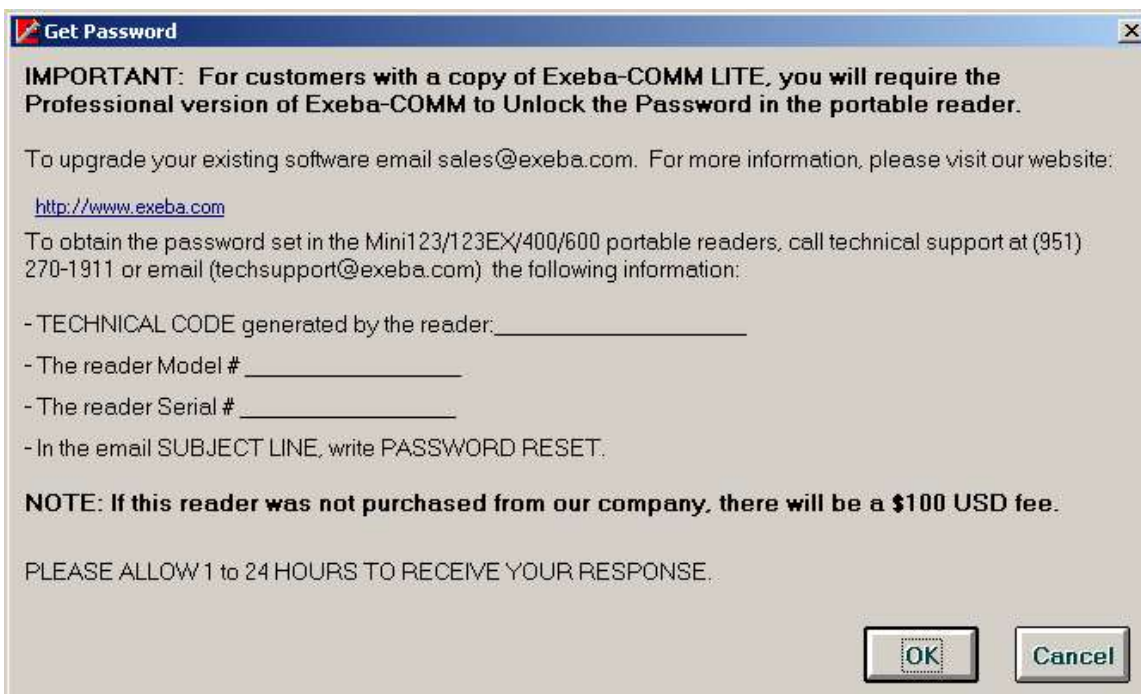 Get Password
IMPORTANT: For customers with a copy of Exeba-COMM LITE, you will require the
Professional version of Exeba-COMM to Unlock the Password in the portable reader.
To upgrade your existing software email sales@exeba.com. For more information, please visit our website:
http://www.exeba.com
To obtain the password set in the Mini123/123EX/400/600 portable readers, call technical support at (951)
270-1911 or email (techsupport@exeba.com) the following information:
- TECHNICAL CODE generated by the reader:____________________
- The reader Model # __________________
- The reader Serial # __________________
- In the email SUBJECT LINE, write PASSWORD RESET.
NOTE: If this reader was not purchased from our company, there will be a $100 USD fee.
PLEASE ALLOW 1 to 24 HOURS TO RECEIVE YOUR RESPONSE.
OK Cancel